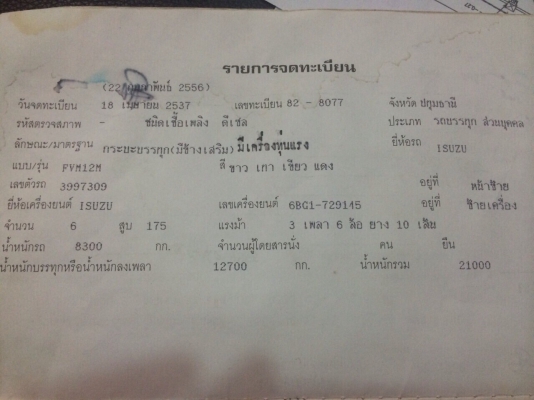 รายการจดทะเบียน
(22 กุมภาพันธ์ 2556)
วันจดทะเบียน 18 เมษายน 2537 เลขทะเบียน 82 - 8077 จังหวัด ปทุมธานี
รหัสตรวจสภาพ - ชนิดเชื้อเพลิง ดีเซล ประเภท รถบรรทุก ส่วนบุคคล
ลักษณะ/มาตรฐาน กระบะบรรทุก(มีข้างเสริม) มีเครื่องทุ่นแรง ยี่ห้อรถ ISUZU
แบบ/รุ่น FVM12M สี ขาว เทา เขียว แดง
เลขตัวรถ 3997309 อยู่ที่ หน้าซ้าย
ยี่ห้อเครื่องยนต์ ISUZU เลขเครื่องยนต์ 6BG1-729145 อยู่ที่ ซ้ายเครื่อง
จำนวน 6 สูบ 175 แรงม้า 3 เพลา 6 ล้อ ยาง 10 เส้น
น้ำหนักรถ 8300 กก. จำนวนผู้โดยสารนั่ง คน ยืน
น้ำหนักบรรทุกหรือน้ำหนักลงเพลา 12700 กก. น้ำหนักรวม 21000